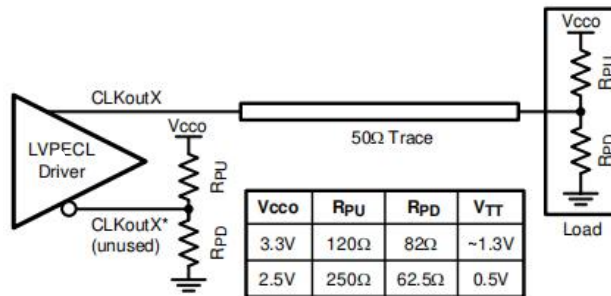 Vcco
CLKoutX
RPU
LVPECL
Driver
Vcco
50Ω Trace
RPU
RPD
CLKoutX*
(unused)
RPD
Load
Vcco RPU RPD VTT
3.3V 120Ω 82Ω ~1.3V
2.5V 250Ω 62.5Ω 0.5V